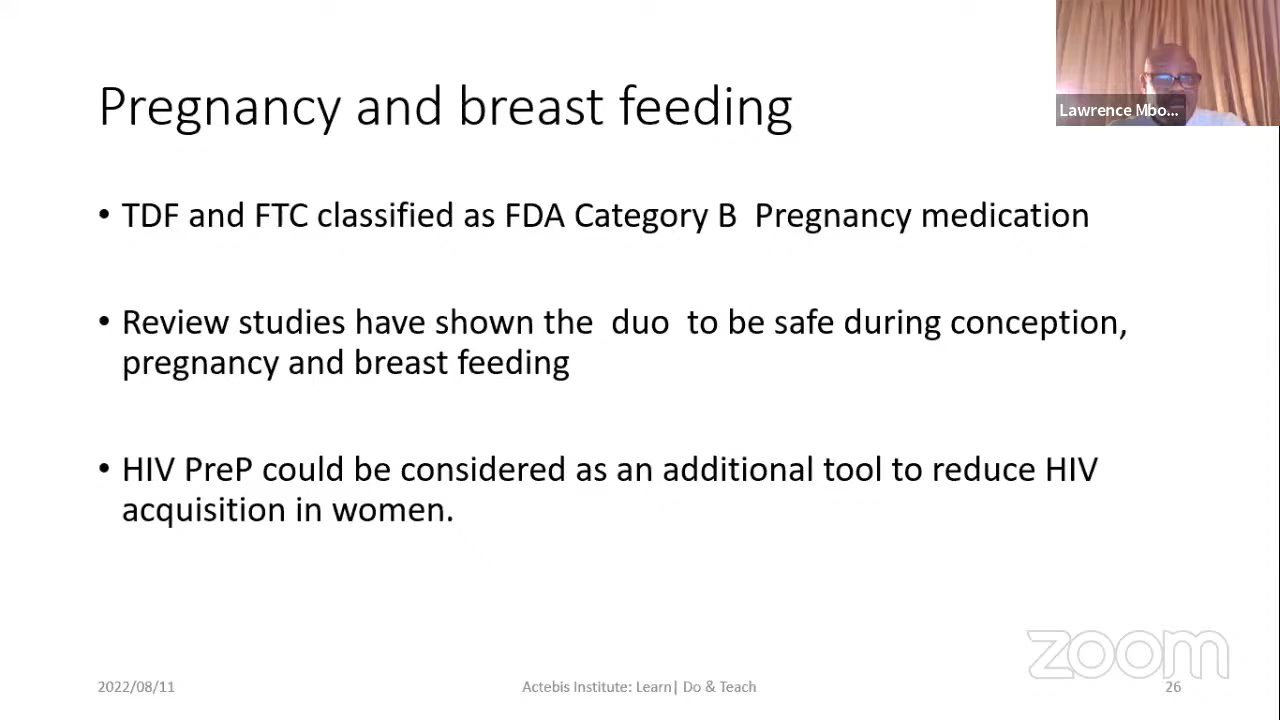 Pregnancy and breast feeding
Lawrence Mbo...
• TDF and FTC classified as FDA Category B  Pregnancy medication
• Review studies have shown the  duo  to be safe during conception,
pregnancy and breast feeding
• HIV PreP could be considered as an additional tool to reduce HIV
acquisition in women.
zoom
2022/08/11
Actebis Institute: Learn| Do & Teach
26